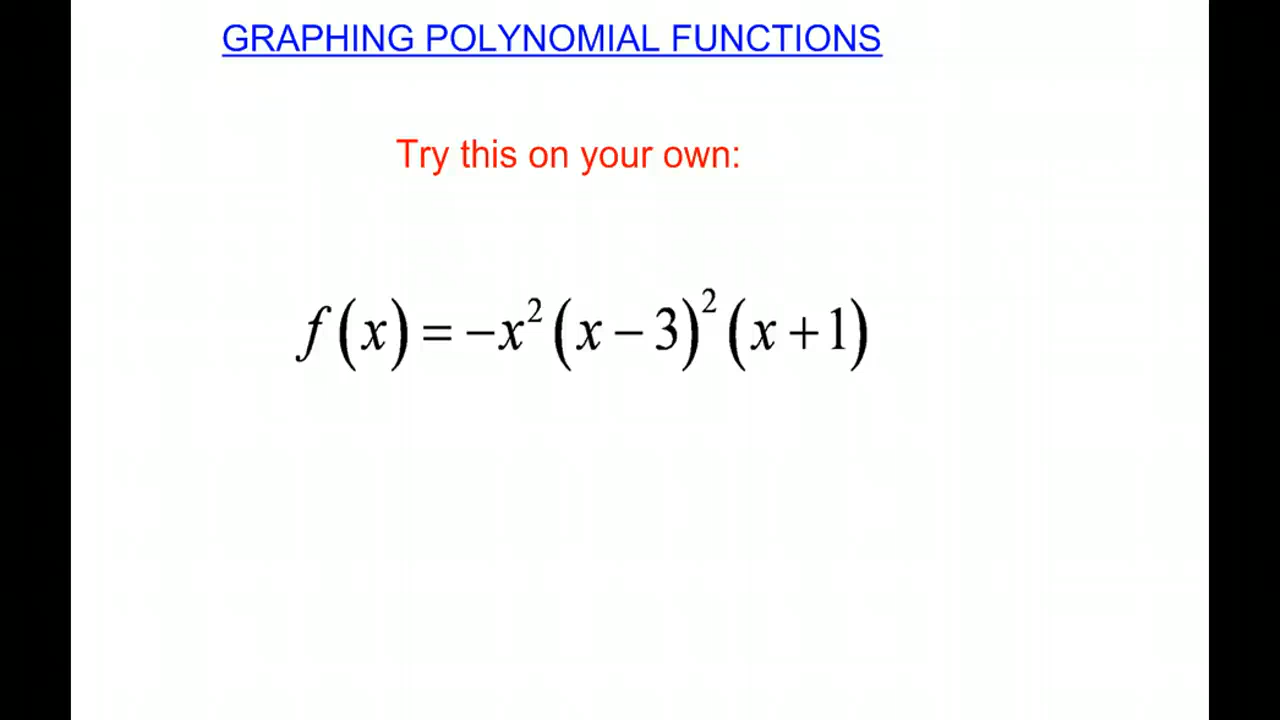 GRAPHING POLYNOMIAL FUNCTIONS
Try this on your own:
f(x) = −x²(x − 3)²(x + 1)